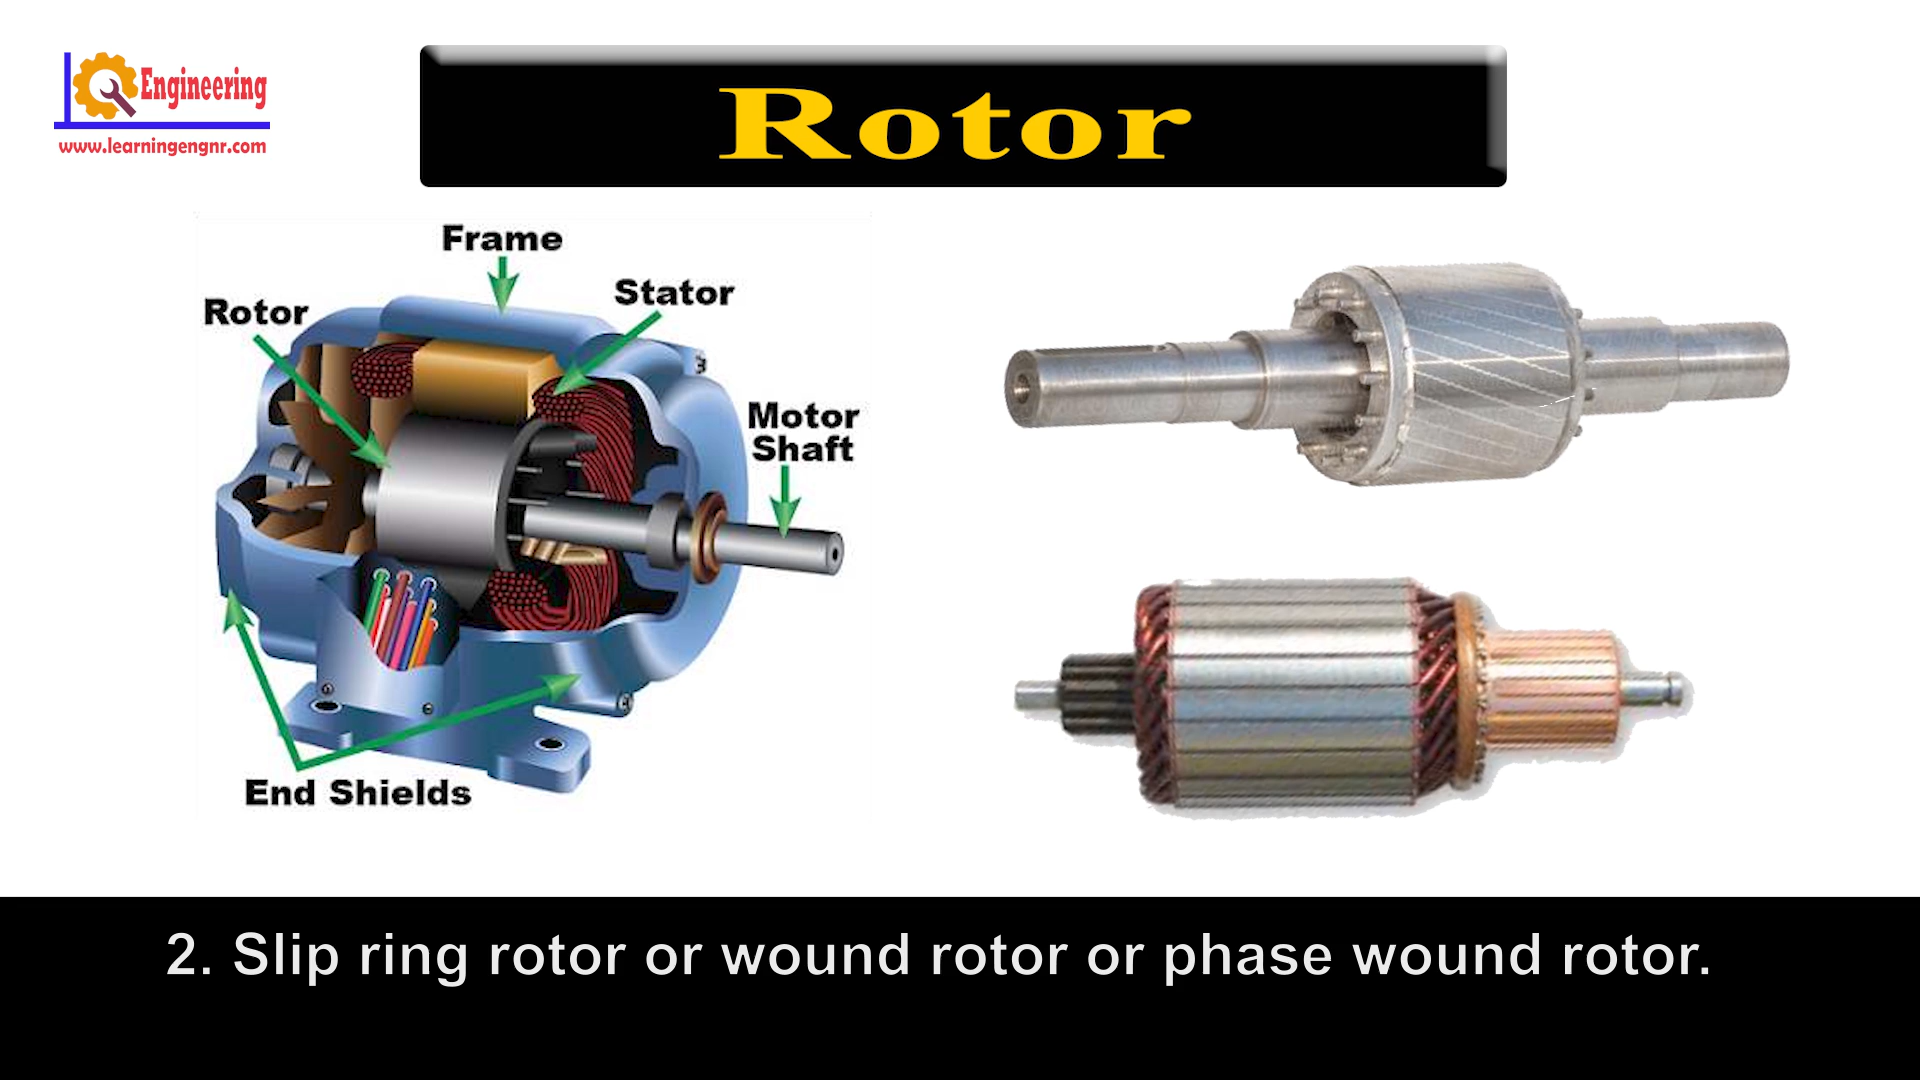 Engineering
www.learningengnr.com
Rotor
Frame
Stator
Rotor
Motor
Shaft
End Shields
2. Slip ring rotor or wound rotor or phase wound rotor.